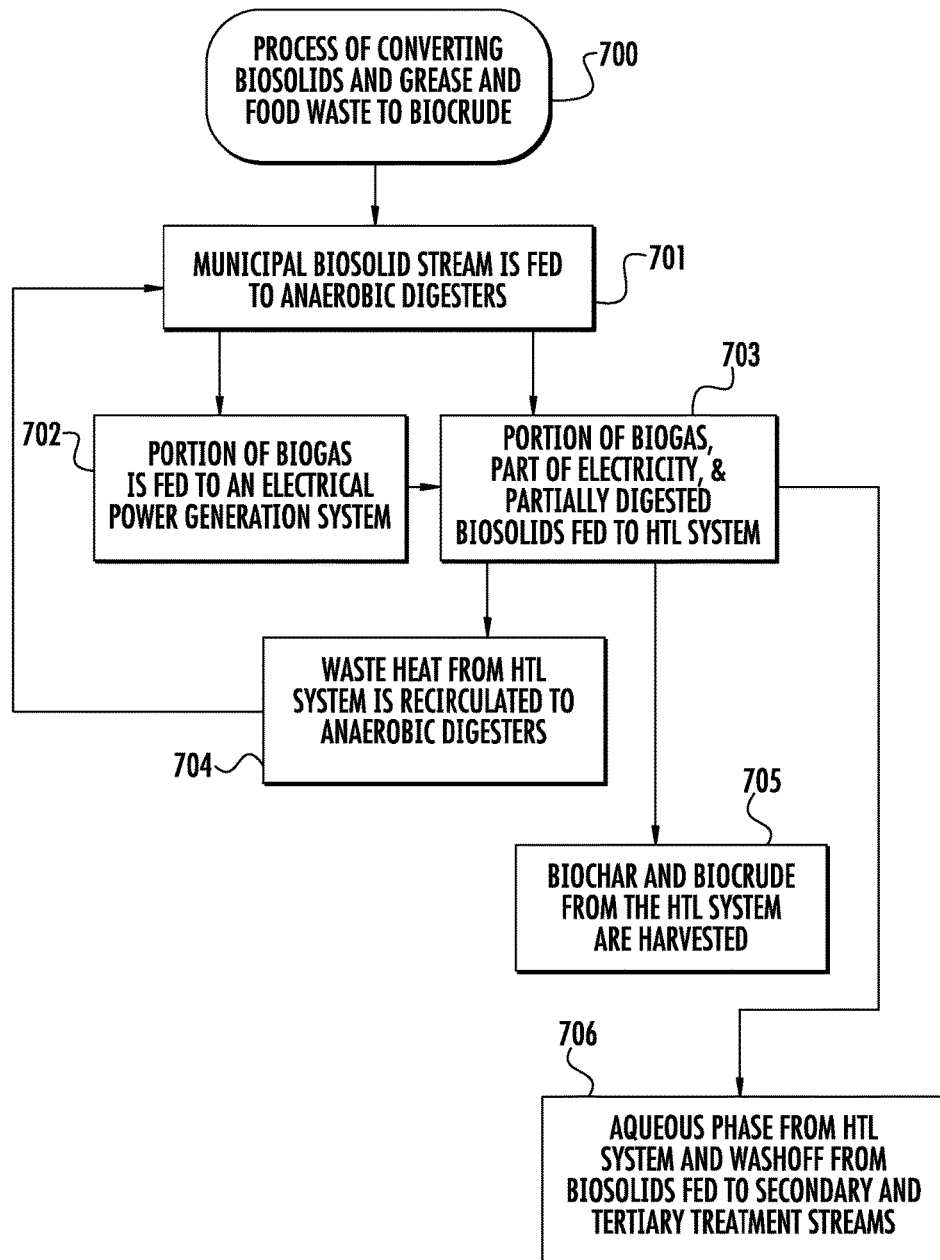 PROCESS OF CONVERTING
BIOSOLIDS AND GREASE AND
FOOD WASTE TO BIOCRUDE
700
MUNICIPAL BIOSOLID STREAM IS FED
TO ANAEROBIC DIGESTERS
701
702
PORTION OF BIOGAS
IS FED TO AN ELECTRICAL
POWER GENERATION SYSTEM
703
PORTION OF BIOGAS,
PART OF ELECTRICITY, &
PARTIALLY DIGESTED
BIOSOLIDS FED TO HTL SYSTEM
WASTE HEAT FROM HTL
SYSTEM IS RECIRCULATED TO
ANAEROBIC DIGESTERS
704
705
BIOCHAR AND BIOCRUDE
FROM THE HTL SYSTEM
ARE HARVESTED
706
AQUEOUS PHASE FROM HTL
SYSTEM AND WASHOFF FROM
BIOSOLIDS FED TO SECONDARY AND
TERTIARY TREATMENT STREAMS